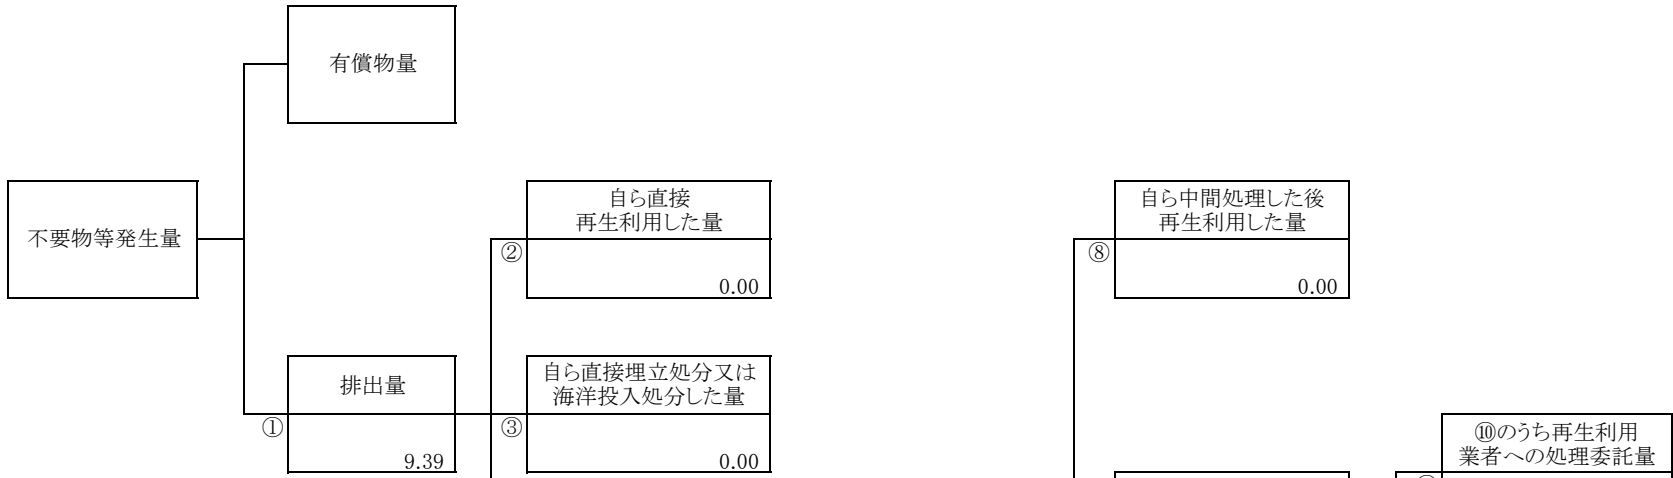 有償物量
不要物等発生量
自ら直接
再生利用した量
②
0.00
自ら中間処理した後
再生利用した量
⑧
0.00
排出量
①
9.39
自ら直接埋立処分又は
海洋投入処分した量
③
0.00
⑩のうち再生利用
業者への処理委託量